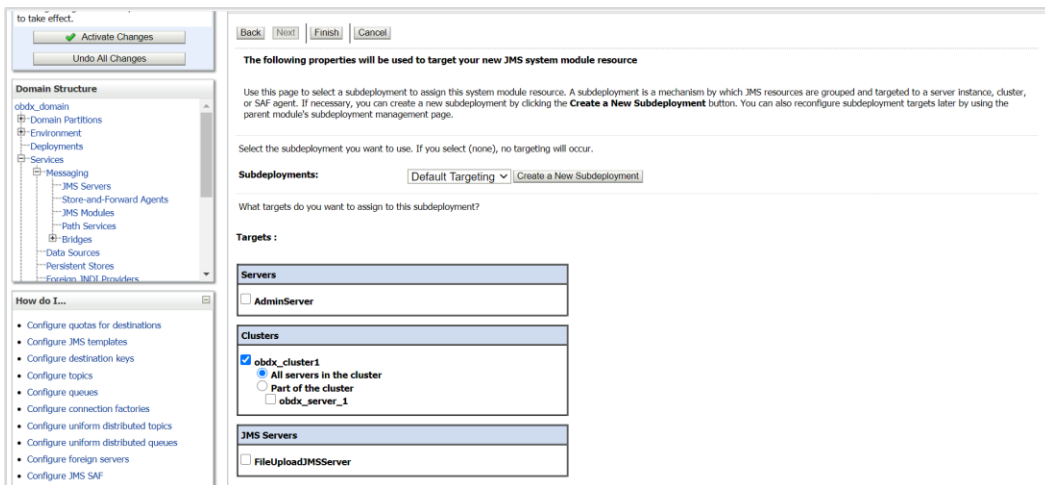 to take effect.
Activate Changes
Undo All Changes
Domain Structure
obdx_domain
Domain Partitions
Environment
Deployments
Services
Messaging
JMS Servers
Store-and-Forward Agents
JMS Modules
Path Services
Bridges
Data Sources
Persistent Stores
Foreign JNDI Providers
How do I...
Configure quotas for destinations
Configure JMS templates
Configure destination keys
Configure topics
Configure queues
Configure connection factories
Configure uniform distributed topics
Configure uniform distributed queues
Configure foreign servers
Configure JMS SAF
Back Next Finish Cancel
The following properties will be used to target your new JMS system module resource
Use this page to select a subdeployment to assign this system module resource. A subdeployment is a mechanism by which JMS resources are grouped and targeted to a server instance, cluster,
or SAF agent. If necessary, you can create a new subdeployment by clicking the Create a New Subdeployment button. You can also reconfigure subdeployment targets later by using the
parent module's subdeployment management page.
Select the subdeployment you want to use. If you select (none), no targeting will occur.
Subdeployments: Default Targeting Create a New Subdeployment
What targets do you want to assign to this subdeployment?
Targets :
Servers
AdminServer
Clusters
obdx_cluster1
All servers in the cluster
Part of the cluster
obdx_server_1
JMS Servers
FileUploadJMSServer